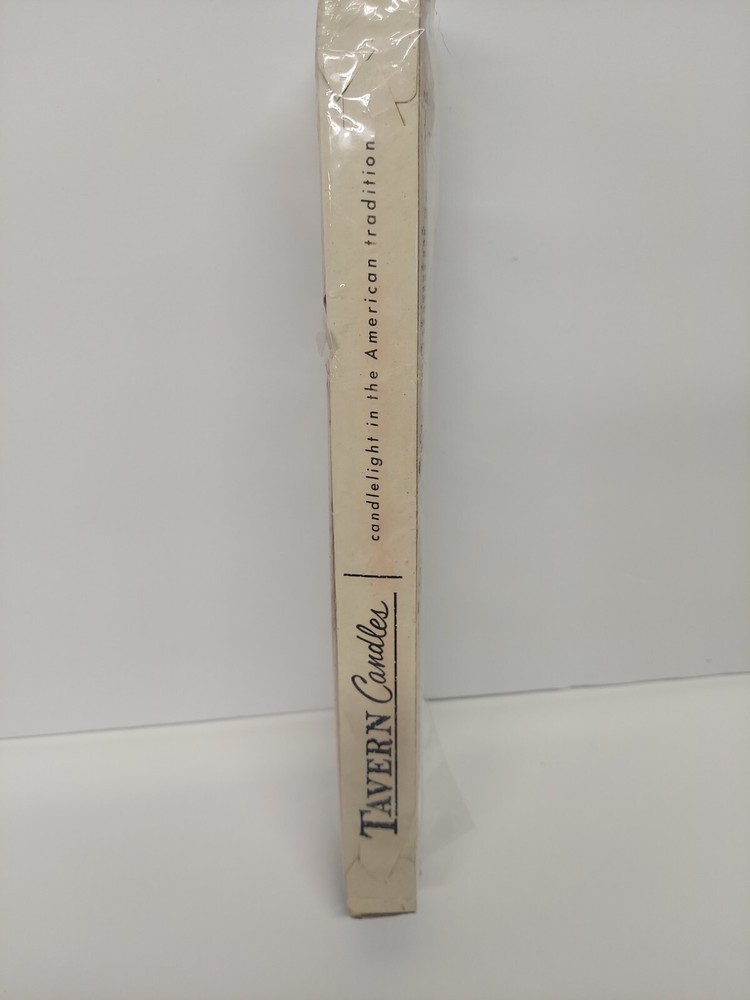 TAVERN Candles
candlelight in the American tradition